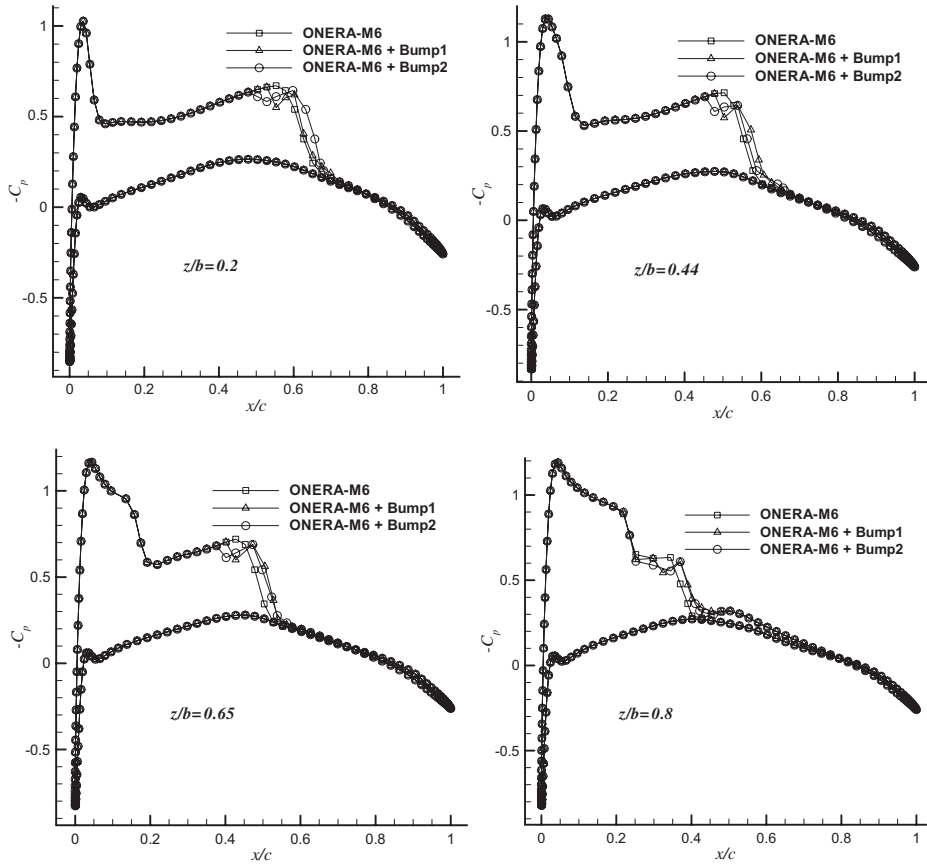 1
0.5
0
-0.5
-Cp
ONERA-M6
ONERA-M6 + Bump1
ONERA-M6 + Bump2
z/b=0.2
0 0.2 0.4 0.6 0.8 1
x/c
1
0.5
0
-0.5
-Cp
ONERA-M6
ONERA-M6 + Bump1
ONERA-M6 + Bump2
z/b=0.44
0 0.2 0.4 0.6 0.8 1
x/c
1
0.5
0
-0.5
-Cp
ONERA-M6
ONERA-M6 + Bump1
ONERA-M6 + Bump2
z/b=0.65
0 0.2 0.4 0.6 0.8 1
x/c
1
0.5
0
-0.5
-Cp
ONERA-M6
ONERA-M6 + Bump1
ONERA-M6 + Bump2
z/b=0.8
0 0.2 0.4 0.6 0.8 1
x/c